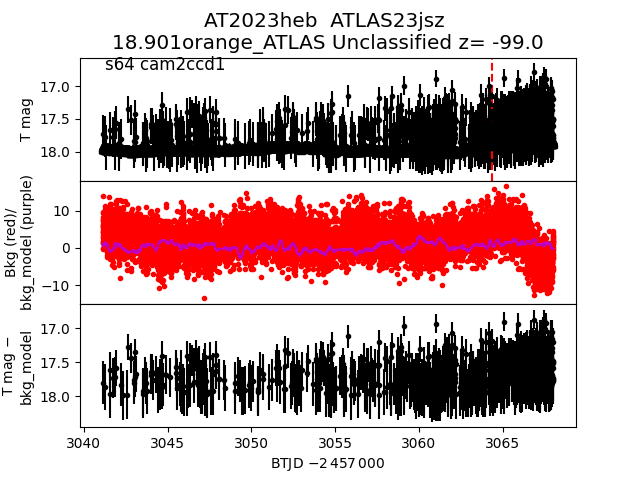 AT2023heb  ATLAS23jsz
18.901orange_ATLAS Unclassified z= -99.0
s64 cam2ccd1
T mag
17.0
17.5
18.0
Bkg (red)/
bkg_model (purple)
10
0
−10
T mag −
bkg_model
17.0
17.5
18.0
3040 3045 3050 3055 3060 3065
BTJD −2 457 000